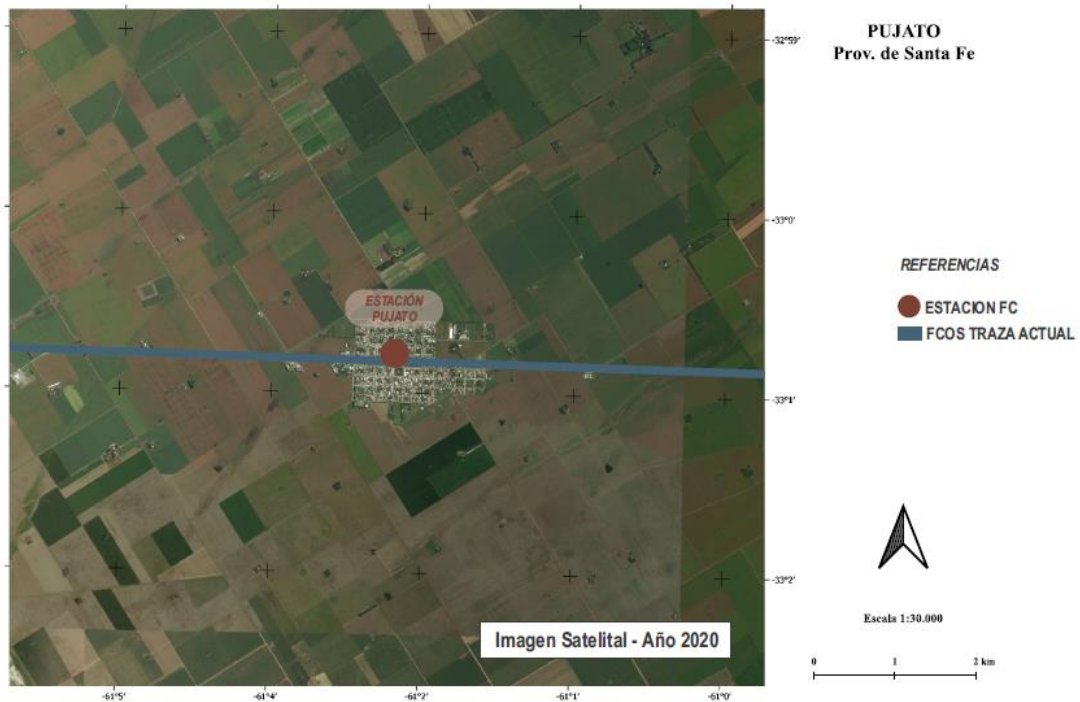 PUJATO
Prov. de Santa Fe
-32°59'
-33°0'
REFERENCIAS
ESTACIÓN
PUJATO
ESTACION FC
FCOS TRAZA ACTUAL
-33°1'
-33°2'
Escala 1:30.000
Imagen Satelital - Año 2020
0 1 2 km
-61°5' -61°4' -61°2' -61°1' -61°0'